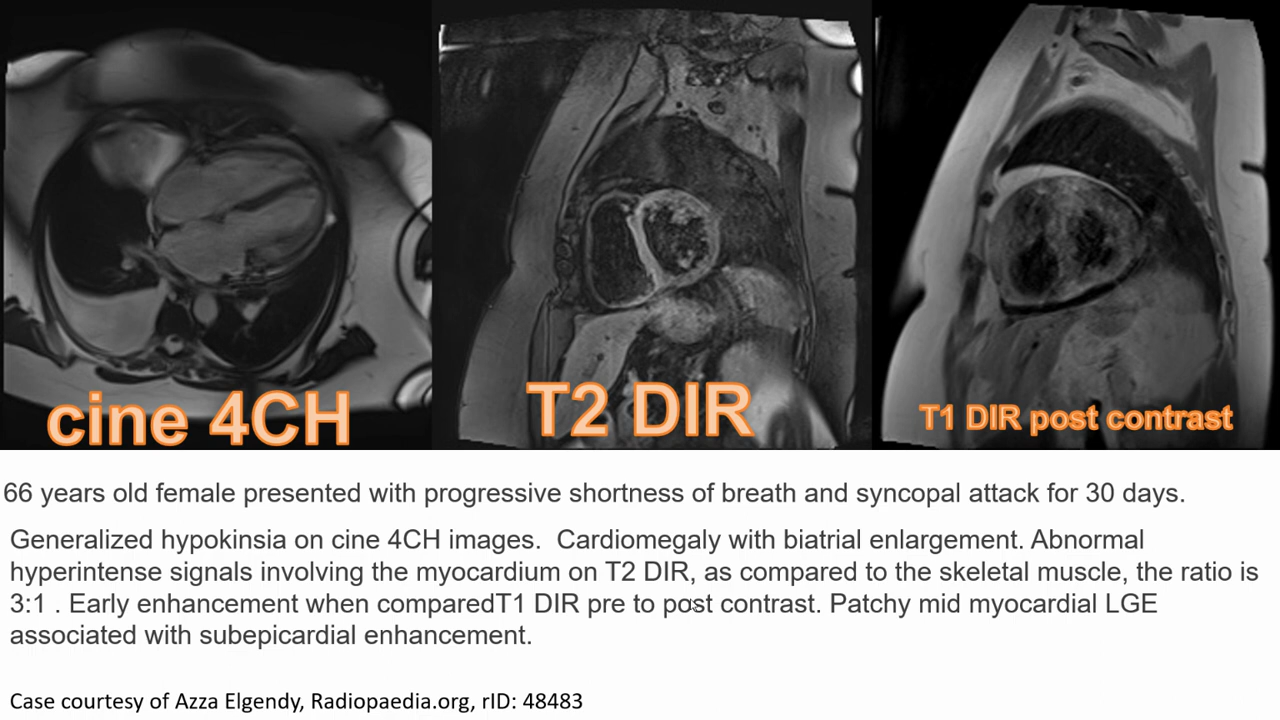 cine 4CH
T2 DIR
T1 DIR post contrast
66 years old female presented with progressive shortness of breath and syncopal attack for 30 days.
Generalized hypokinsia on cine 4CH images.  Cardiomegaly with biatrial enlargement. Abnormal
hyperintense signals involving the myocardium on T2 DIR, as compared to the skeletal muscle, the ratio is
3:1 . Early enhancement when comparedT1 DIR pre to post contrast. Patchy mid myocardial LGE
associated with subepicardial enhancement.
Case courtesy of Azza Elgendy, Radiopaedia.org, rID: 48483